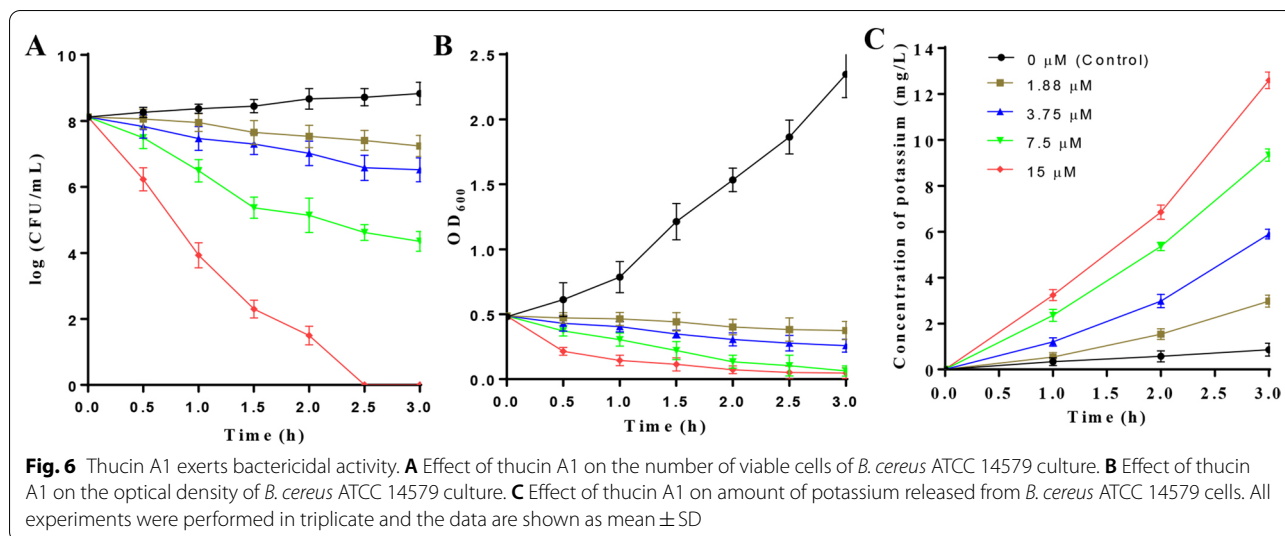 A
10
8
6
4
2
0
log (CFU/mL)
0.0 0.5 1.0 1.5 2.0 2.5 3.0
Time (h)
B
2.5
2.0
1.5
1.0
0.5
0.0
OD600
0.0 0.5 1.0 1.5 2.0 2.5 3.0
Time (h)
C
14
12
10
8
6
4
2
0
Concentration of potassium (mg/L)
0 μM (Control)
1.88 μM
3.75 μM
7.5 μM
15 μM
0.0 1.0 2.0 3.0
Time (h)
Fig. 6 Thucin A1 exerts bactericidal activity. A Effect of thucin A1 on the number of viable cells of B. cereus ATCC 14579 culture. B Effect of thucin
A1 on the optical density of B. cereus ATCC 14579 culture. C Effect of thucin A1 on amount of potassium released from B. cereus ATCC 14579 cells. All
experiments were performed in triplicate and the data are shown as mean ± SD